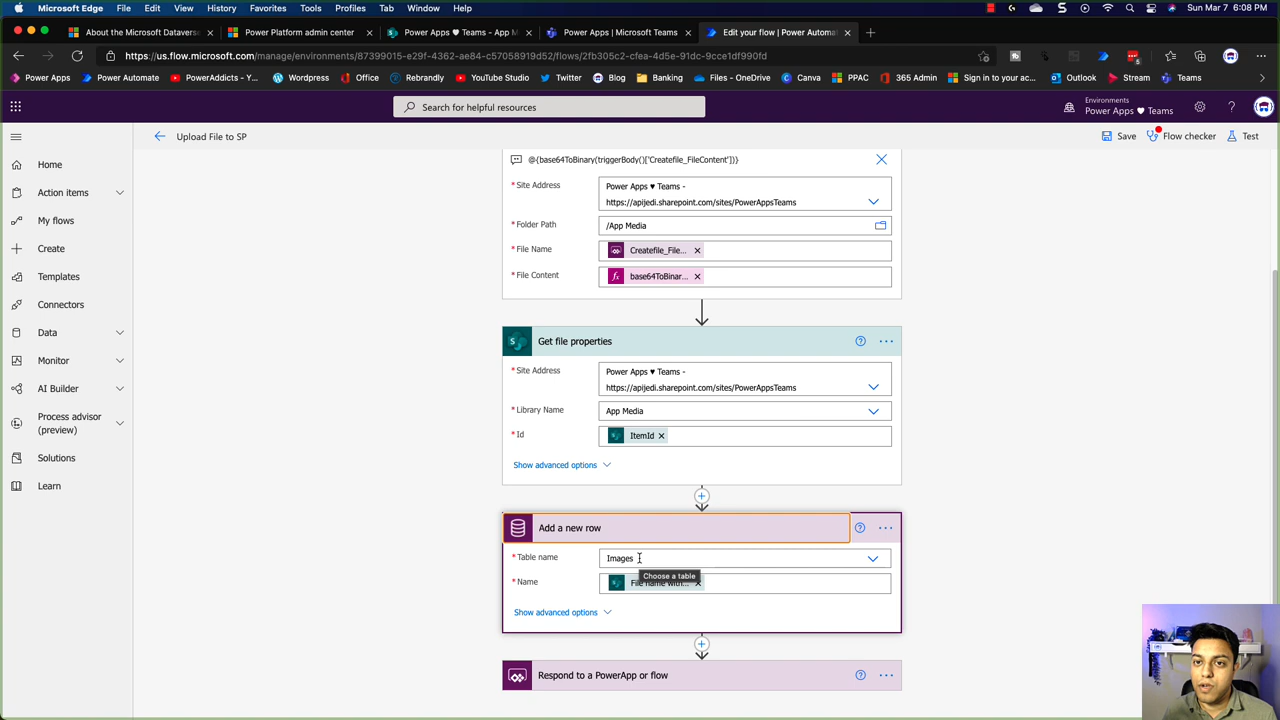 Microsoft Edge File Edit View History Favorites Tools Profiles Tab Window Help Sun Mar 7 6:08 PM
About the Microsoft Dataverse Power Platform admin center Power Apps ♥ Teams - App M Power Apps | Microsoft Teams Edit your flow | Power Automat
https://us.flow.microsoft.com/manage/environments/87399015-e29f-4362-ae84-c57058919d52/flows/2fb305c2-cfea-4d5e-91dc-9cce1edf90fd
Power Apps Power Automate PowerAddicts - Y... Wordpress Office Rebrandly YouTube Studio Twitter Blog Banking Files - OneDrive Canva PPAC 365 Admin Sign in to your ac... Outlook Stream Teams
Search for helpful resources
Environments
Power Apps ♥ Teams
Upload File to SP
Save Flow checker Test
Home
Action items
My flows
Create
Templates
Connectors
Data
Monitor
AI Builder
Process advisor
(preview)
Solutions
Learn
@{base64ToBinary(triggerBody()['Createfile_FileContent'])}
* Site Address
Power Apps ♥ Teams -
https://apijedi.sharepoint.com/sites/PowerAppsTeams
* Folder Path
/App Media
* File Name
Createfile_File...
* File Content
fx base64ToBinar...
Get file properties
* Site Address
Power Apps ♥ Teams -
https://apijedi.sharepoint.com/sites/PowerAppsTeams
* Library Name
App Media
* Id
ItemId
Show advanced options
Add a new row
* Table name
Images
Choose a table
* Name
File name with...
Show advanced options
Respond to a PowerApp or flow